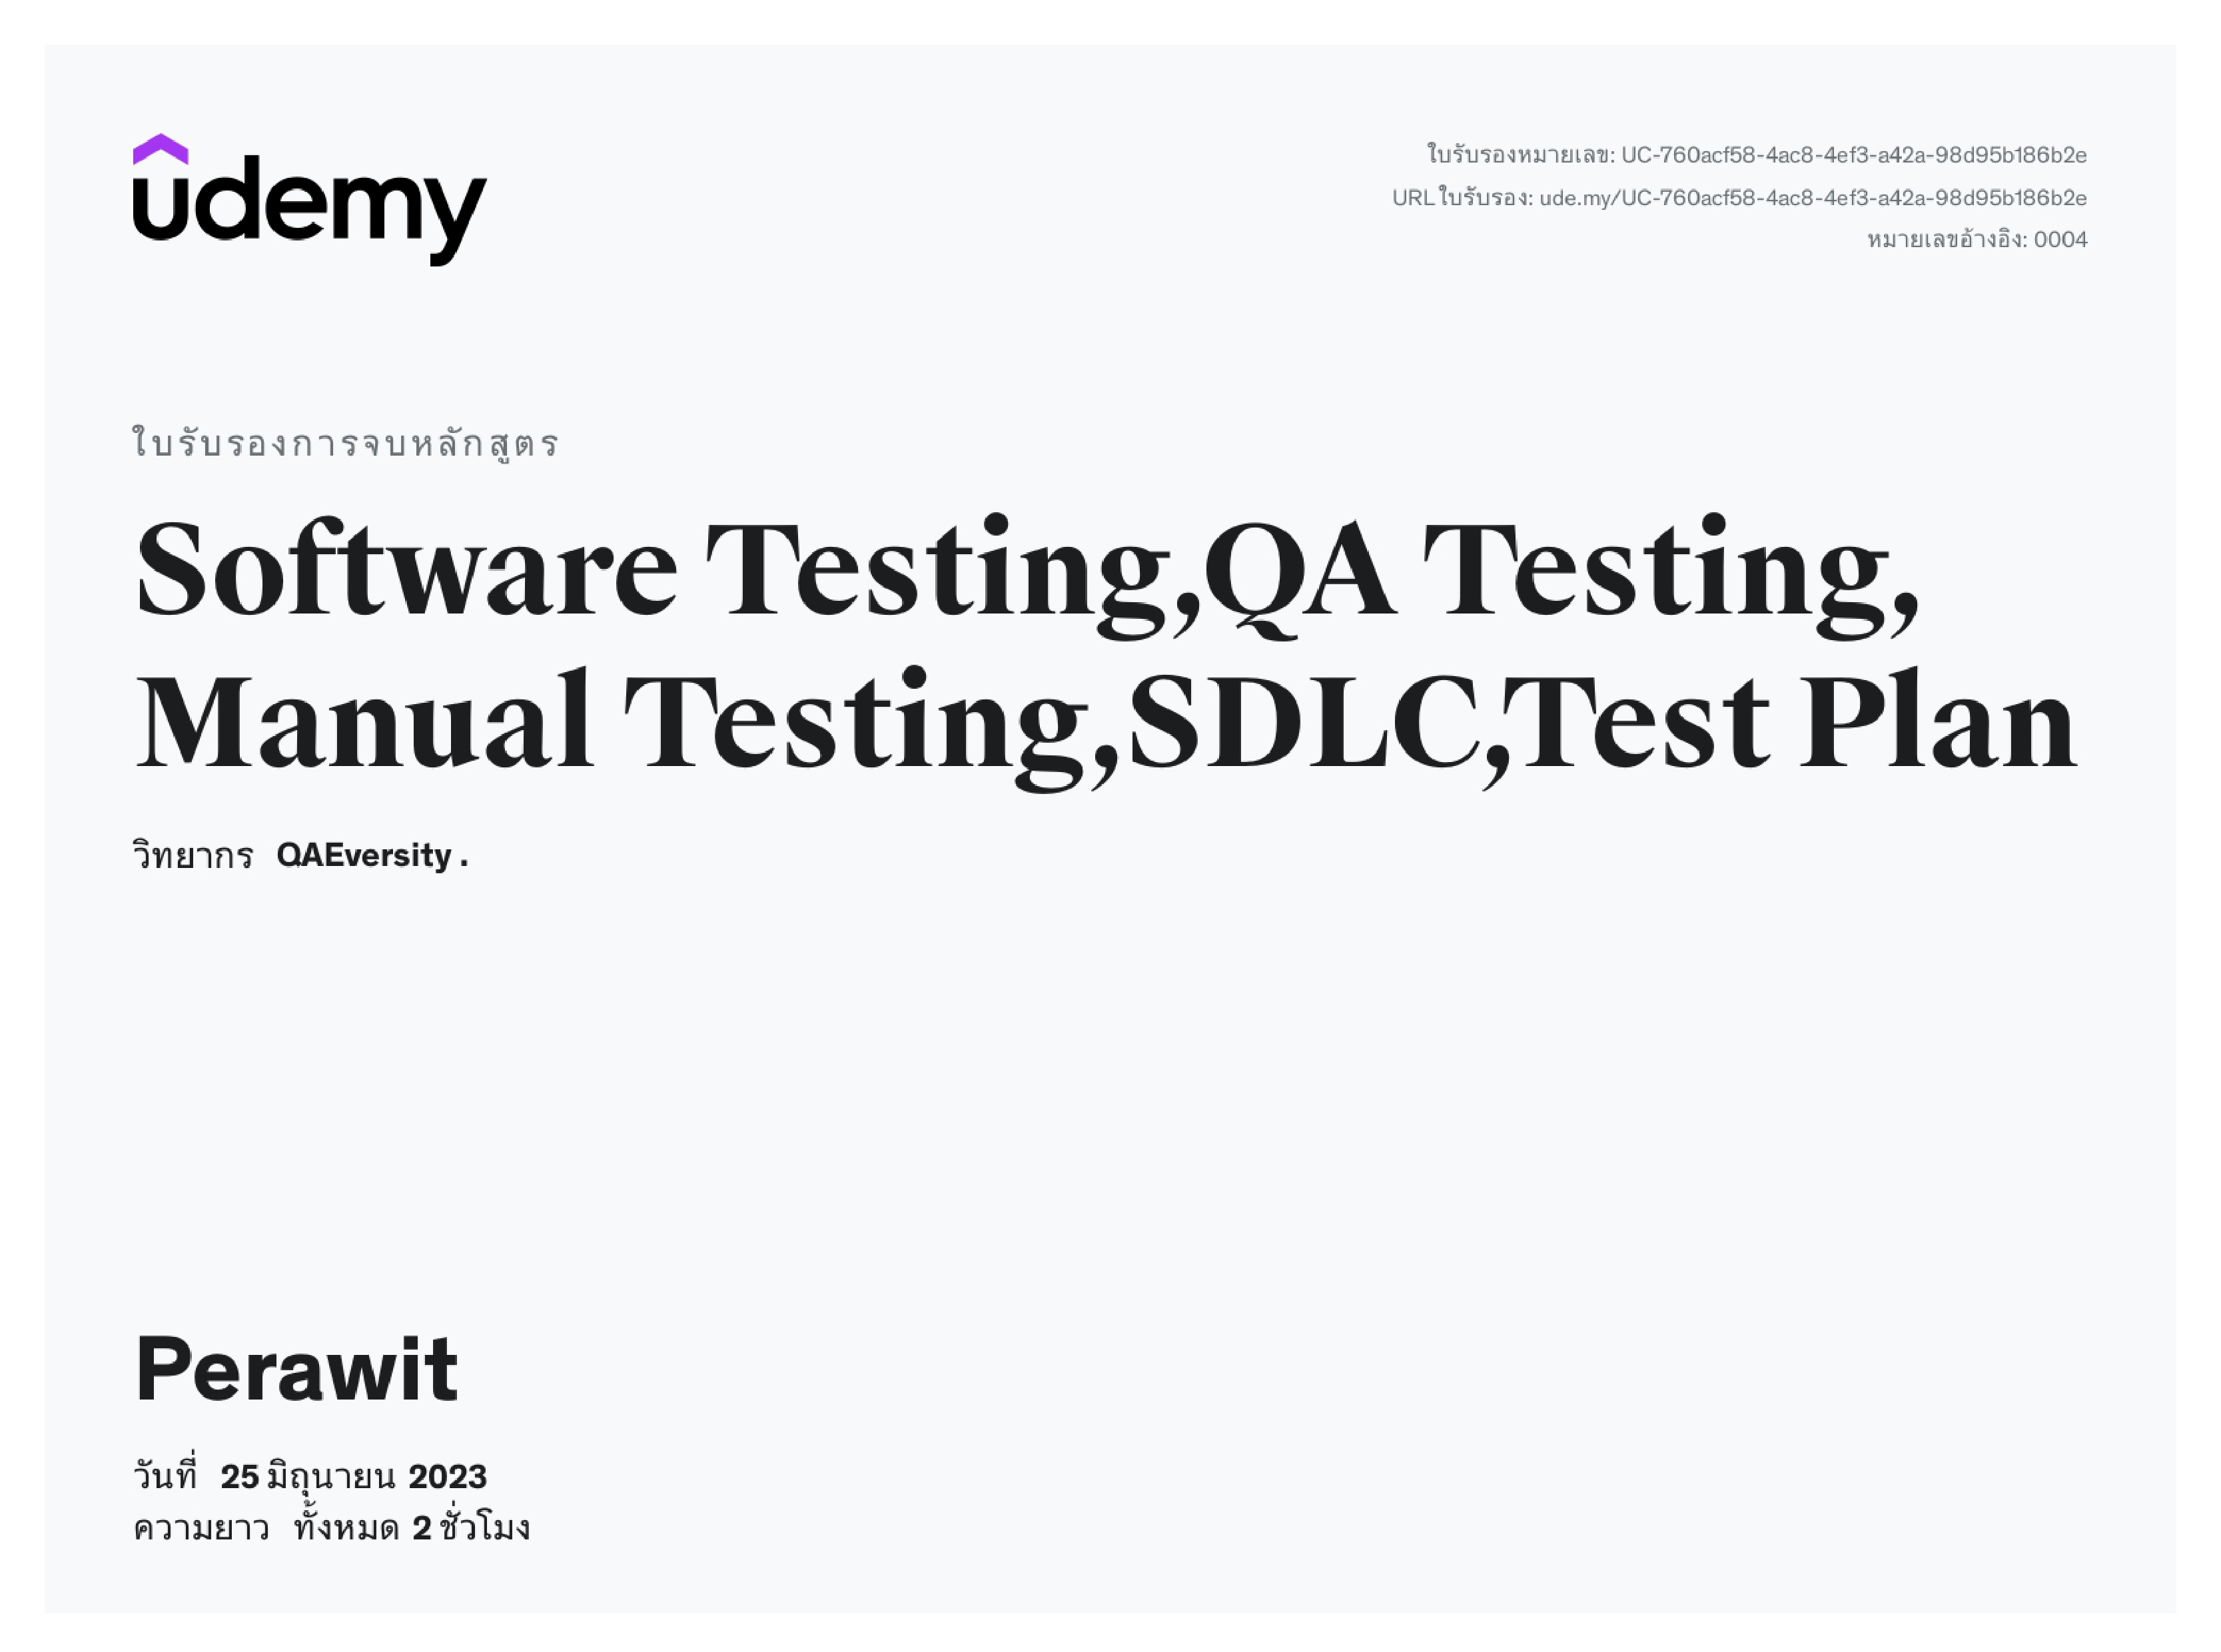 udemy
ใบรับรองหมายเลข: UC-760acf58-4ac8-4ef3-a42a-98d95b186b2e
URLใบรับรอง: ude.my/UC-760acf58-4ac8-4ef3-a42a-98d95b186b2e
หมายเลขอ้างอิง: 0004
ใบรับรองการจบหลักสูตร
Software Testing,QA Testing,
Manual Testing,SDLC,Test Plan
วิทยากร QAEversity .
Perawit
วันที่ 25 มิถุนายน 2023
ความยาว ทั้งหมด 2 ชั่วโมง